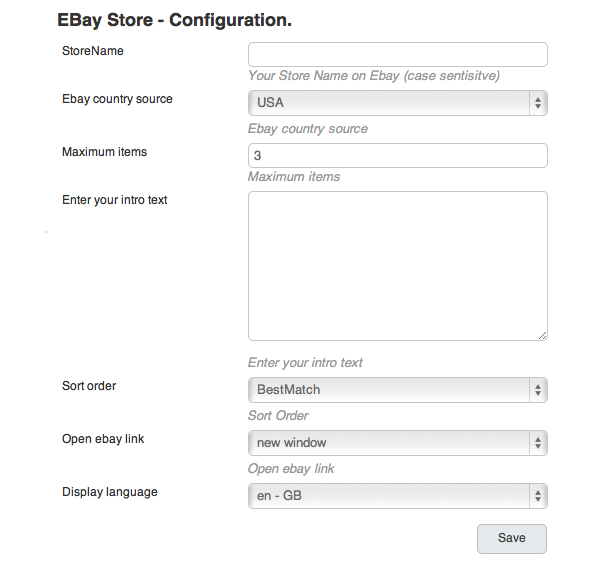 EBay Store - Configuration.
StoreName
Your Store Name on Ebay (case sentisitve)
Ebay country source USA
Ebay country source
Maximum items 3
Maximum items
Enter your intro text
Enter your intro text
Sort order BestMatch
Sort Order
Open ebay link new window
Open ebay link
Display language en - GB
Save